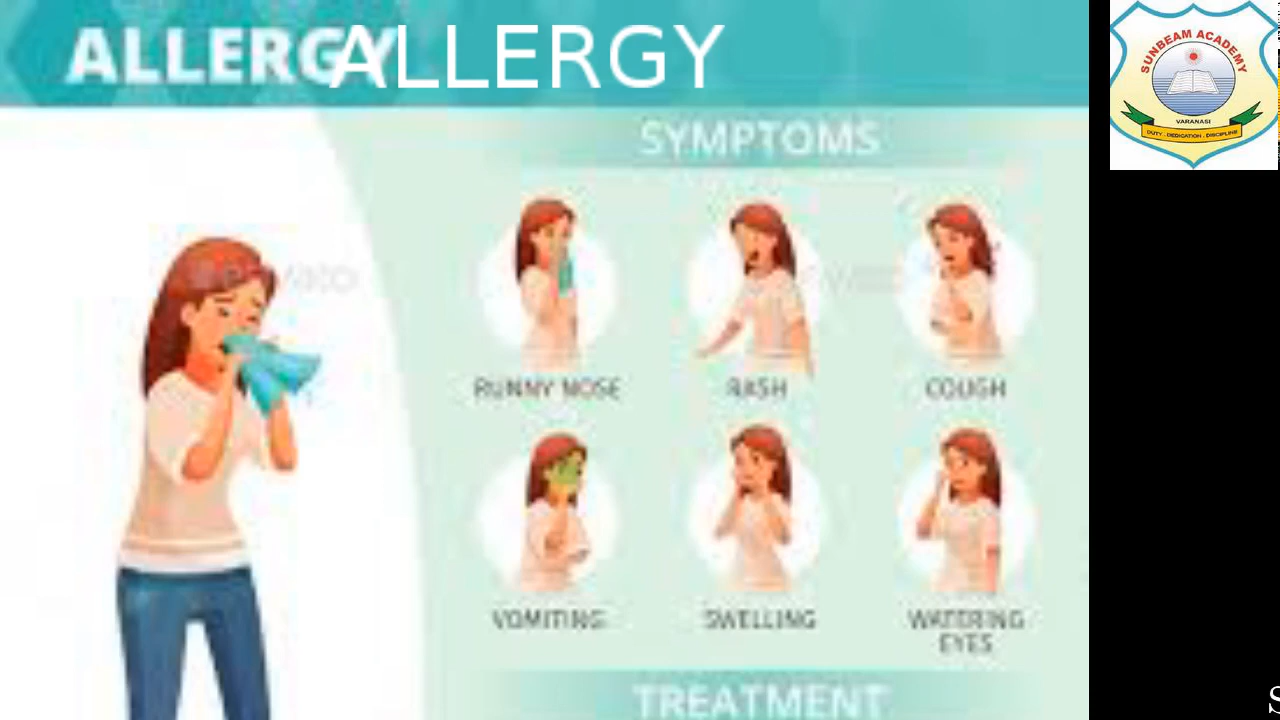 ALLERGY
ALLERGY
SUNBEAM ACADEMY
VARANASI
DUTY . DEDICATION . DISCIPLINE
SYMPTOMS
RUNNY NOSE
RASH
COUGH
VOMITING
SWELLING
WATERING
EYES
TREATMENT
S